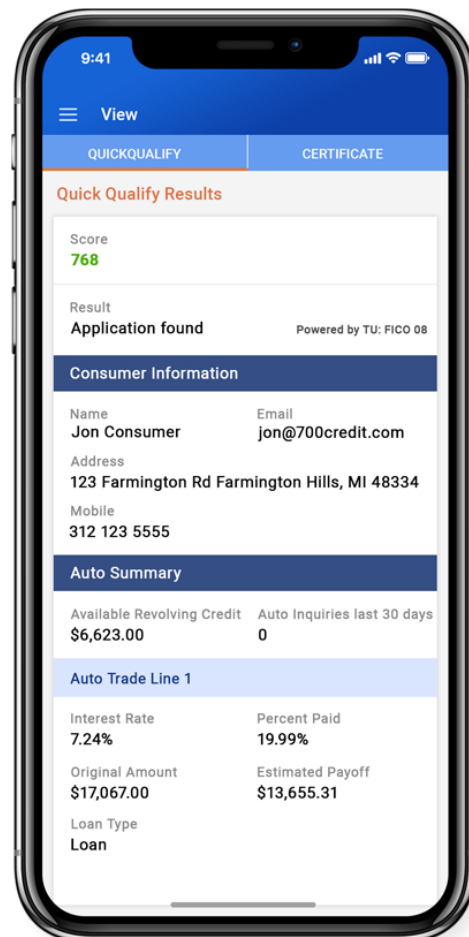 9:41
View
QUICKQUALIFY CERTIFICATE
Quick Qualify Results
Score
768
Result
Application found Powered by TU: FICO 08
Consumer Information
Name Email
Jon Consumer jon@700credit.com
Address
123 Farmington Rd Farmington Hills, MI 48334
Mobile
312 123 5555
Auto Summary
Available Revolving Credit Auto Inquiries last 30 days
$6,623.00 0
Auto Trade Line 1
Interest Rate Percent Paid
7.24% 19.99%
Original Amount Estimated Payoff
$17,067.00 $13,655.31
Loan Type
Loan